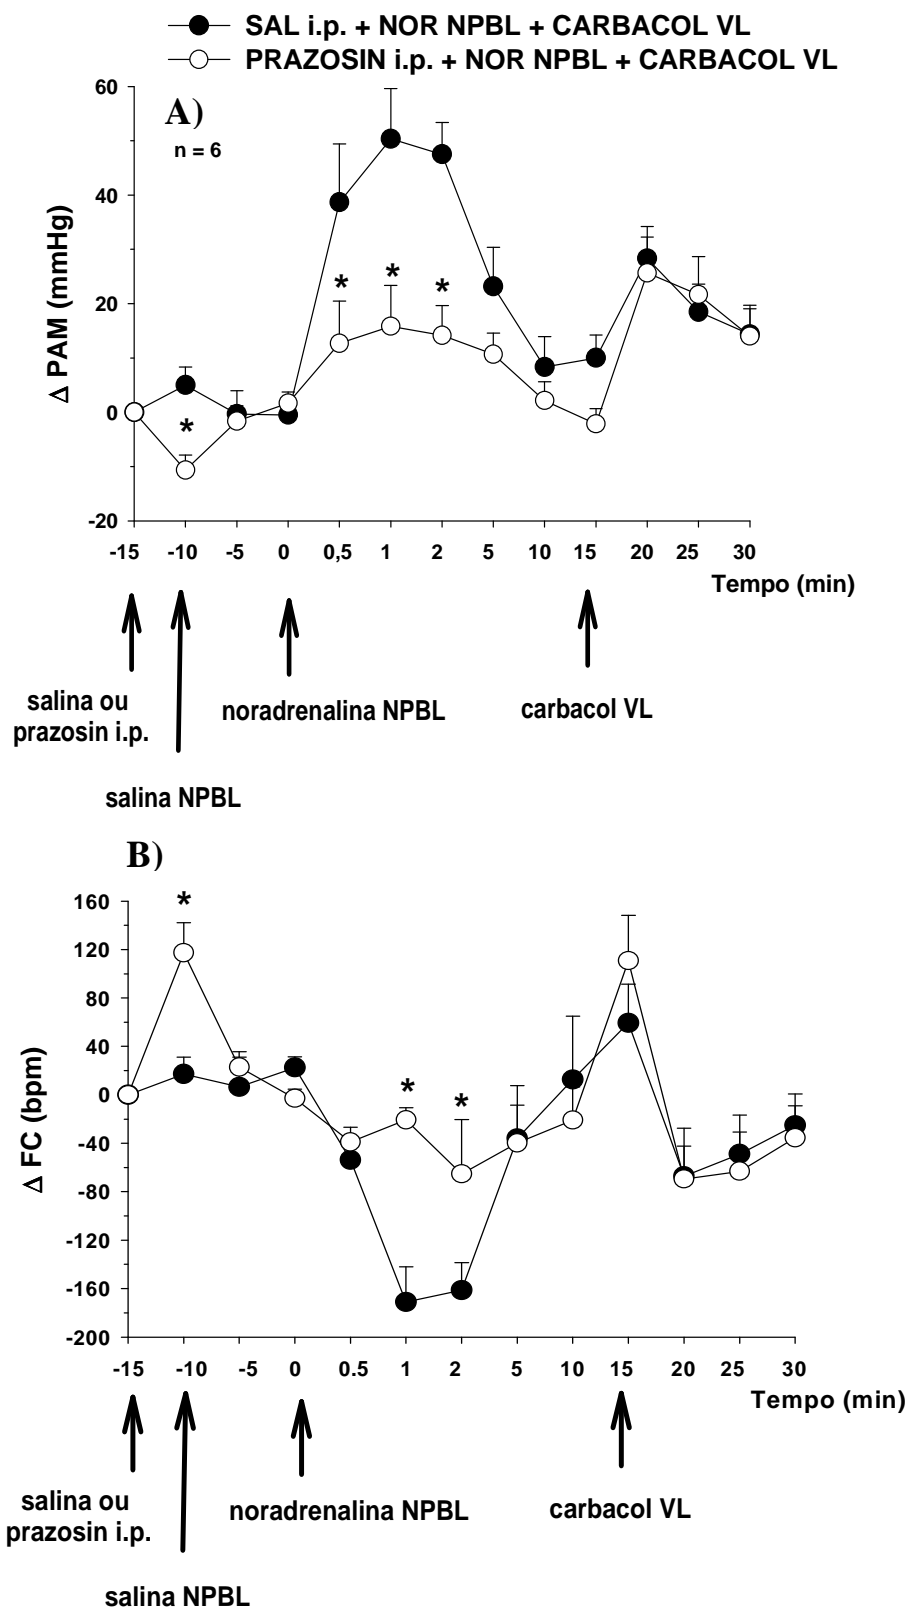 SAL i.p. + NOR NPBL + CARBACOL VL
PRAZOSIN i.p. + NOR NPBL + CARBACOL VL
A)
n = 6
Δ PAM (mmHg)
60
40
20
0
-20
* * * *
-15 -10 -5 0 0,5 1 2 5 10 15 20 25 30
Tempo (min)
salina ou
prazosin i.p.
noradrenalina NPBL
carbacol VL
salina NPBL
B)
Δ FC (bpm)
160
120
80
40
0
-40
-80
-120
-160
-200
* * *
-15 -10 -5 0 0.5 1 2 5 10 15 20 25 30
Tempo (min)
salina ou
prazosin i.p.
noradrenalina NPBL
carbacol VL
salina NPBL